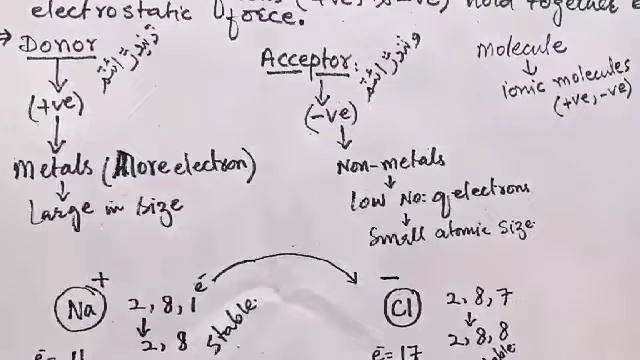 electrostatic force.
→ Donor
Acceptor:
molecule
↓
ionic molecules
(+ve, -ve)
↓
(+ve)
↓
(-ve)
↓
Metals (More electron)
↓
Large in size
Non-metals
↓
Low No: of electrons
↓
Small atomic size.
Na + 2, 8, 1 e⁻
↓
2, 8 Stable.
Cl − 2, 8, 7
↓
2, 8, 8
e⁻ = 11
e⁻ = 17